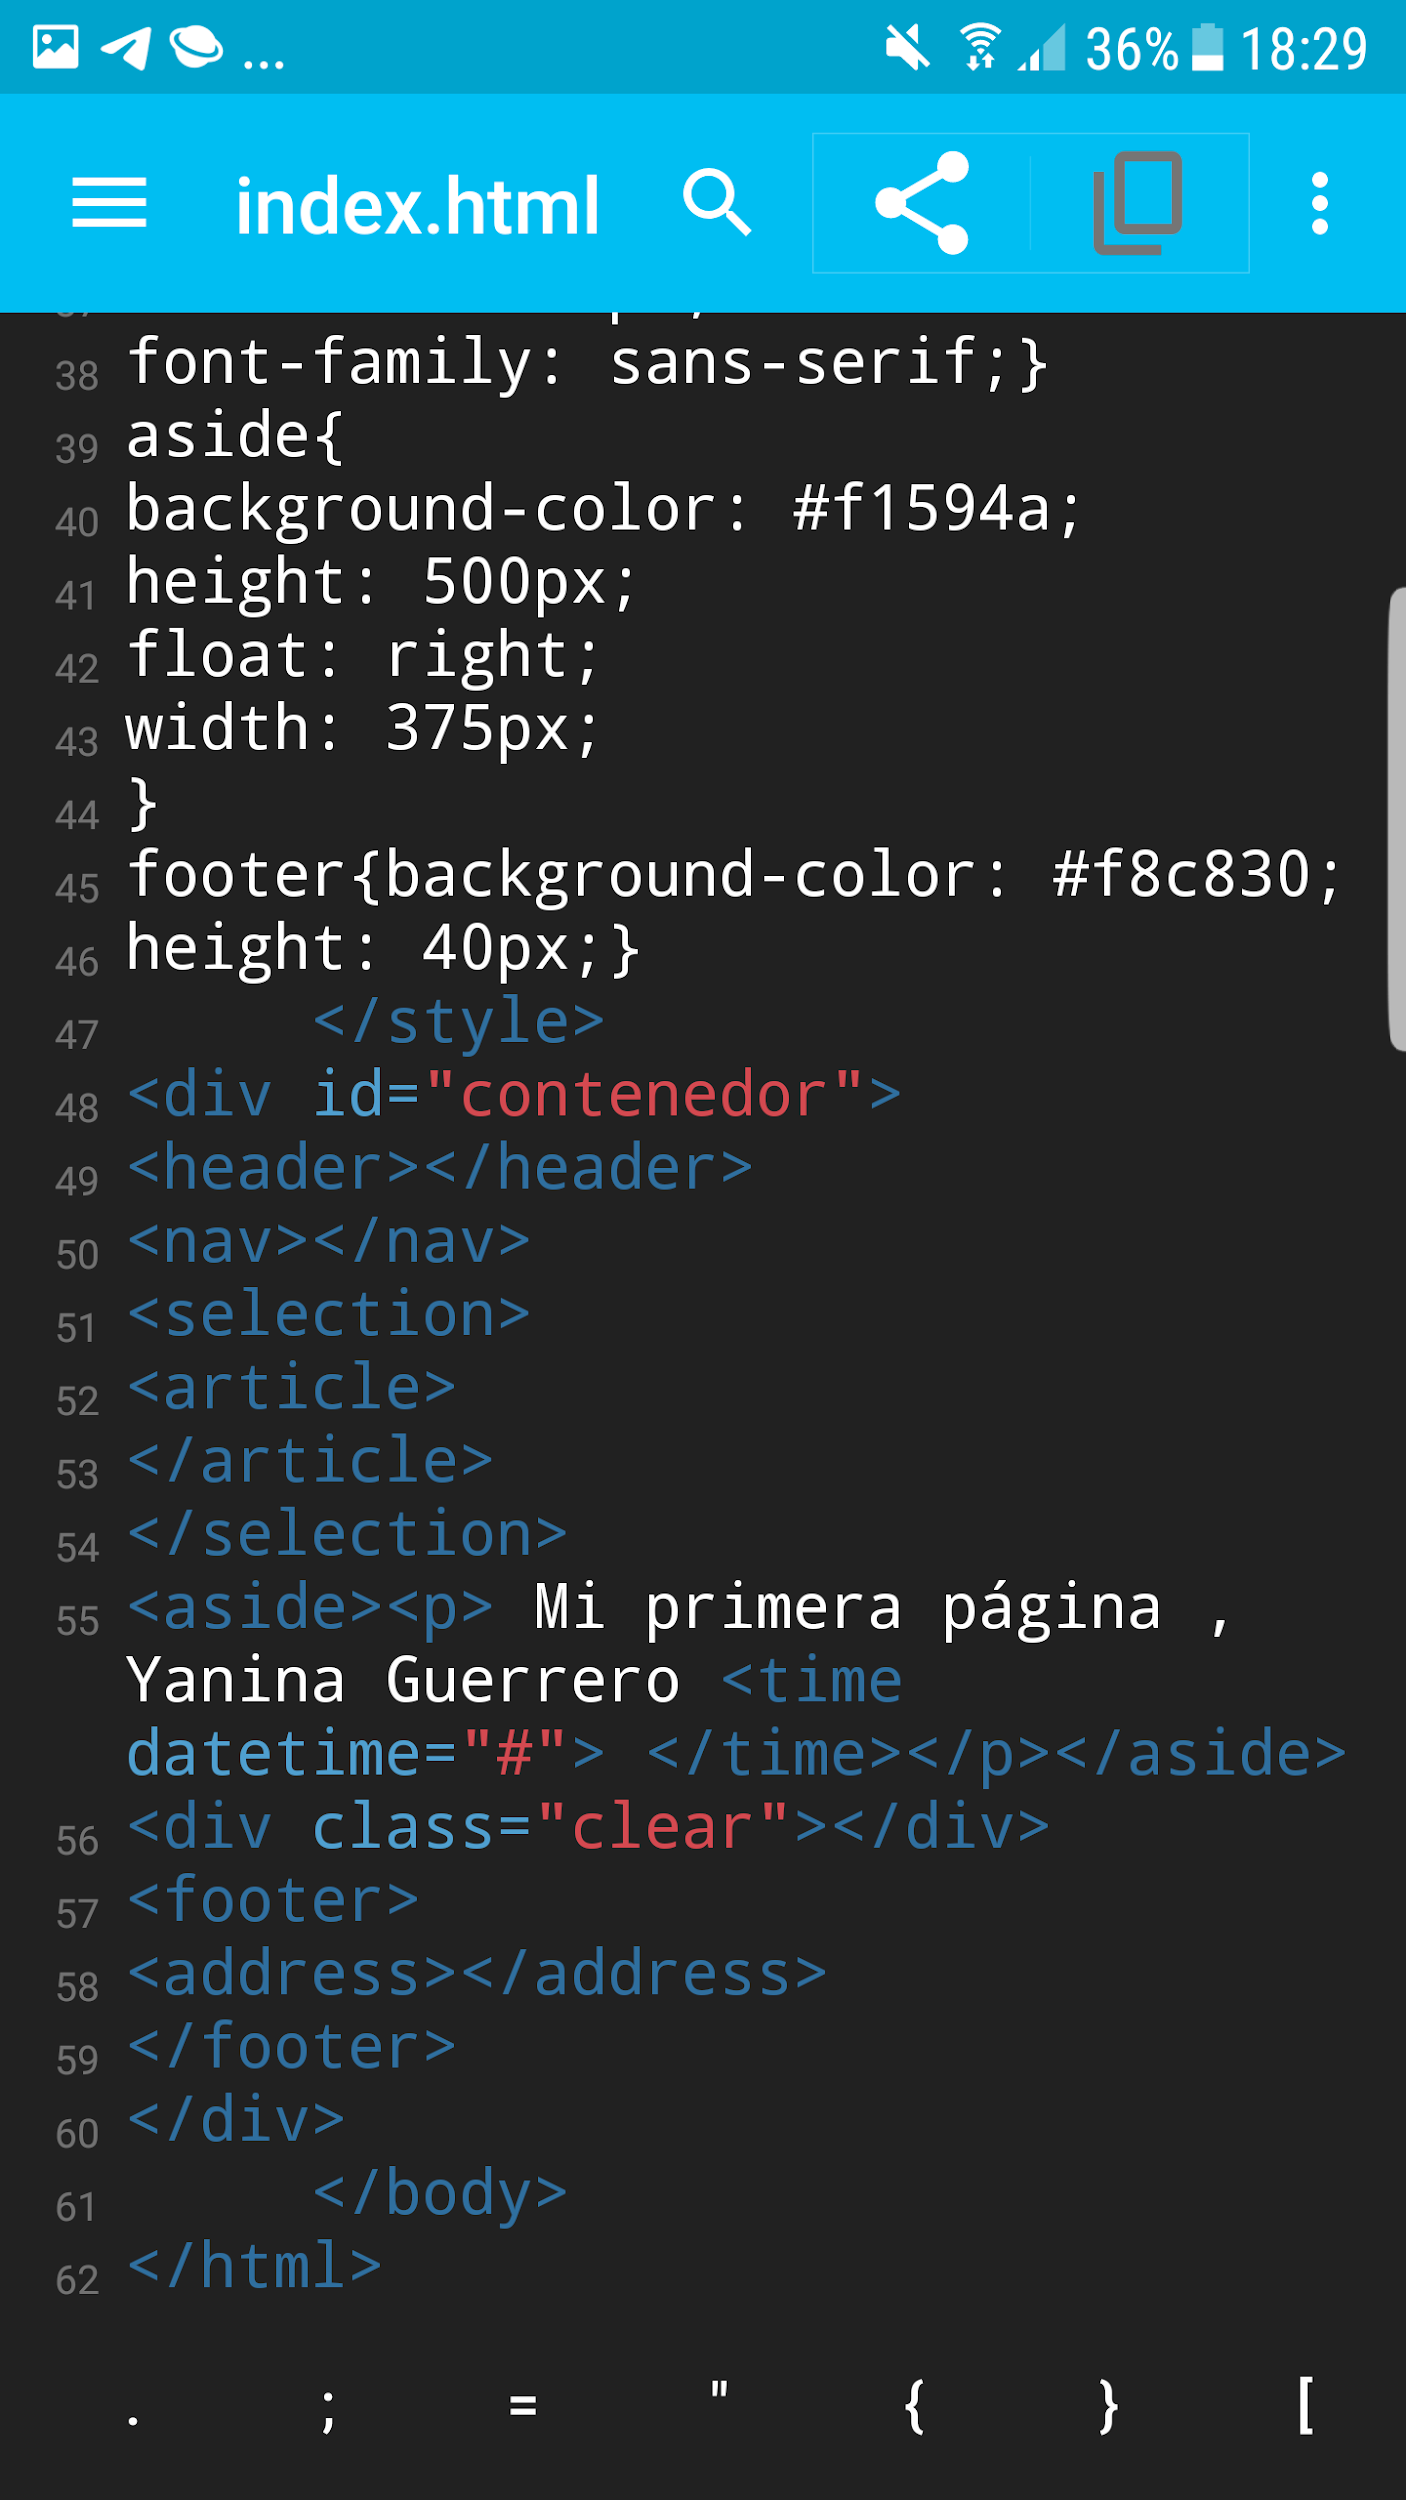 ... 36% 18:29
index.html
38 font-family: sans-serif;}
39 aside{
40 background-color: #f1594a;
41 height: 500px;
42 float: right;
43 width: 375px;
44 }
45 footer{background-color: #f8c830;
46 height: 40px;}
47 </style>
48 <div id="contenedor">
49 <header></header>
50 <nav></nav>
51 <selection>
52 <article>
53 </article>
54 </selection>
55 <aside><p> Mi primera página ,
Yanina Guerrero <time
datetime="#"> </time></p></aside>
56 <div class="clear"></div>
57 <footer>
58 <address></address>
59 </footer>
60 </div>
61 </body>
62 </html>
. ; = " { } [